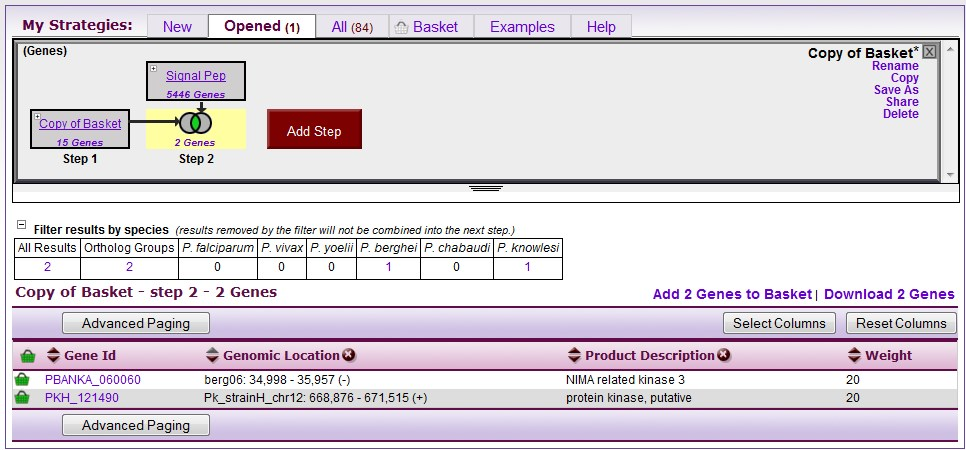 My Strategies: New Opened (1) All (84) Basket Examples Help
(Genes) Copy of Basket* X
Rename
Copy
Save As
Share
Delete
Signal Pep
5446 Genes
Copy of Basket
15 Genes
2 Genes
Add Step
Step 1 Step 2
Filter results by species (results removed by the filter will not be combined into the next step.)
All Results Ortholog Groups P. falciparum P. vivax P. yoelii P. berghei P. chabaudi P. knowlesi
2 2 0 0 0 1 0 1
Copy of Basket - step 2 - 2 Genes Add 2 Genes to Basket | Download 2 Genes
Advanced Paging Select Columns Reset Columns
Gene Id Genomic Location Product Description Weight
PBANKA_060060 berg06: 34,998 - 35,957 (-) NIMA related kinase 3 20
PKH_121490 Pk_strainH_chr12: 668,876 - 671,515 (+) protein kinase, putative 20
Advanced Paging